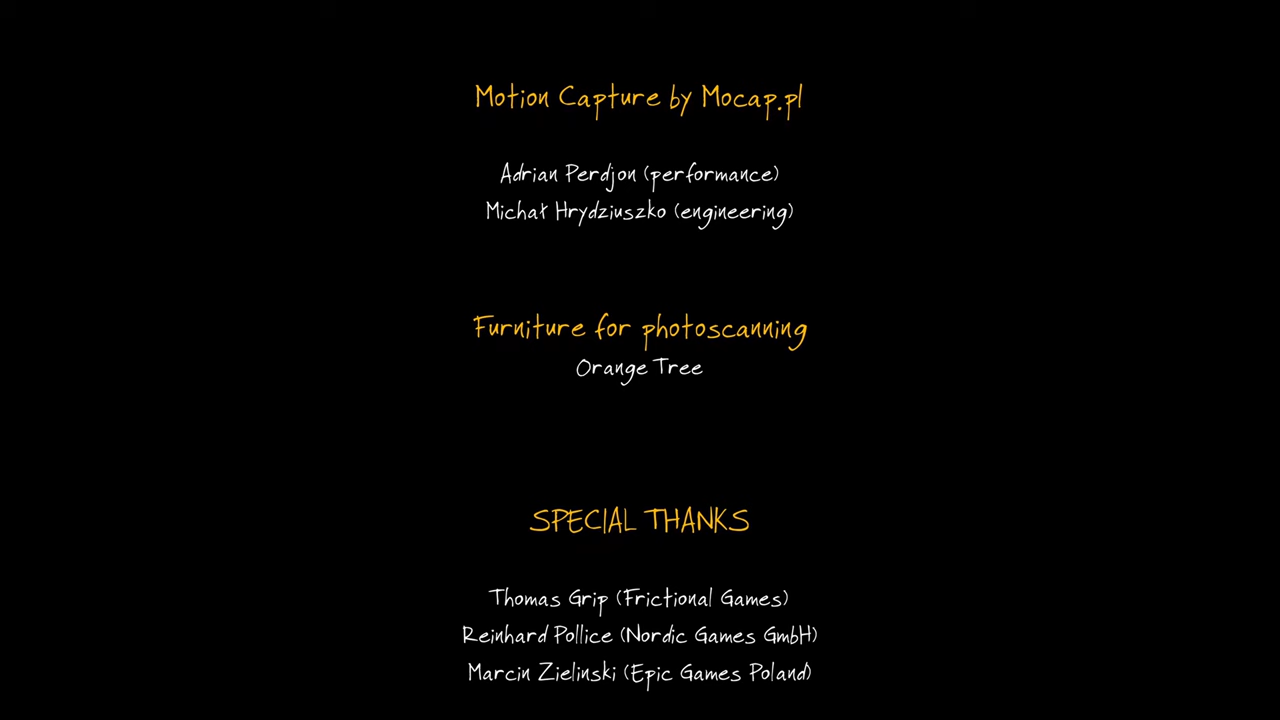 Motion Capture by Mocap.pl
Adrian Perdjon (performance)
Michał Hrydziuszko (engineering)
Furniture for photoscanning
Orange Tree
SPECIAL THANKS
Thomas Grip (Frictional Games)
Reinhard Pollice (Nordic Games GmbH)
Marcin Zielinski (Epic Games Poland)